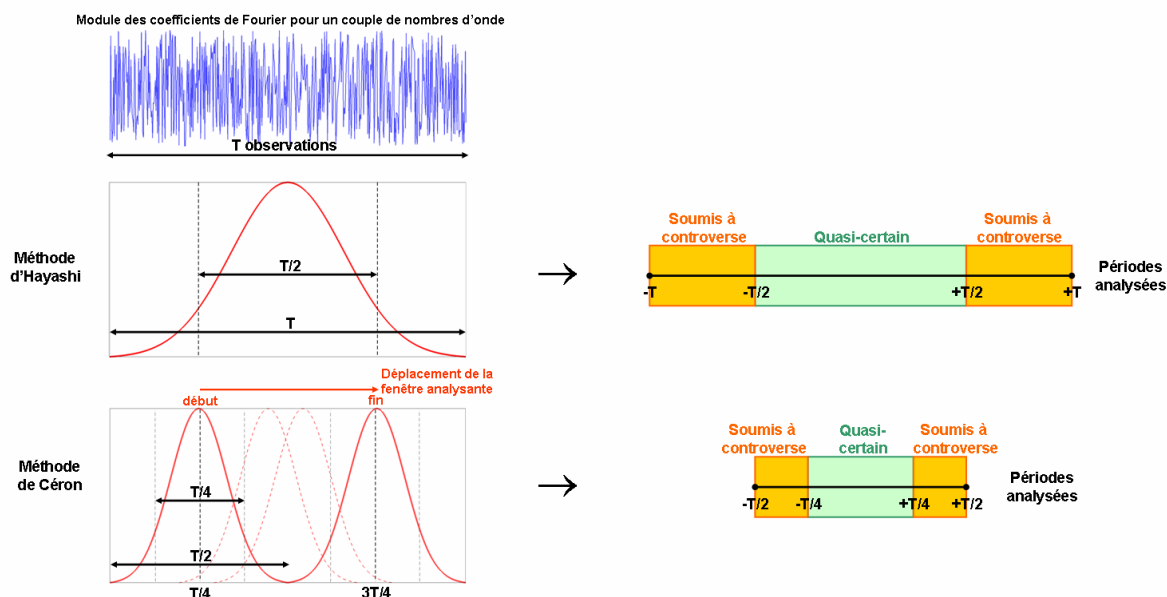 Module des coefficients de Fourier pour un couple de nombres d'onde
T observations
Méthode
d'Hayashi
T/2
T
Soumis à
controverse
Quasi-certain
Soumis à
controverse
-T
-T/2
+T/2
+T
Périodes
analysées
Déplacement de la
fenêtre analysante
début
fin
Méthode
de Céron
T/4
T/2
T/4
3T/4
Soumis à
controverse
Quasi-
certain
Soumis à
controverse
-T/2
-T/4
+T/4
+T/2
Périodes
analysées